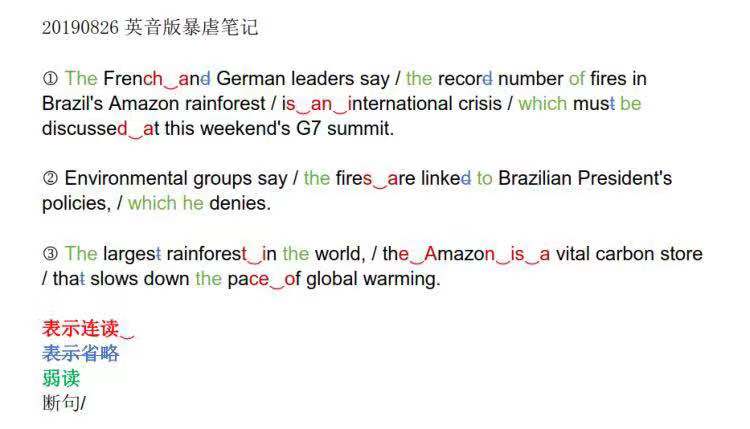 20190826 英音版暴虐笔记
① The French‿and German leaders say / the record number of fires in
Brazil's Amazon rainforest / is‿an‿international crisis / which must be
discussed‿at this weekend's G7 summit.
② Environmental groups say / the fires‿are linked to Brazilian President's
policies, / which he denies.
③ The largest rainforest‿in the world, / the‿Amazon‿is‿a vital carbon store
/ that slows down the pace‿of global warming.
表示连读‿
表示省略
弱读
断句/